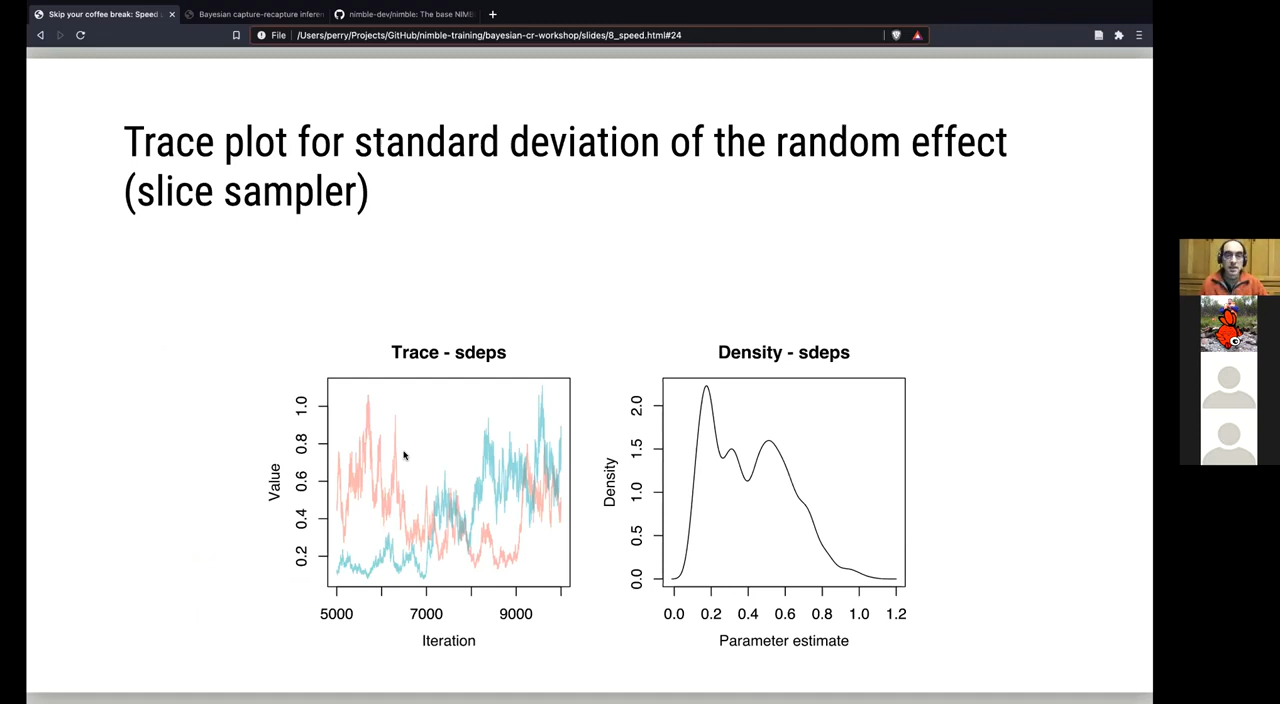 Skip your coffee break: Speed
Bayesian capture-recapture infere
nimble-dev/nimble: The base NIMB
File
/Users/perry/Projects/GitHub/nimble-training/bayesian-cr-workshop/slides/8_speed.html#24
Trace plot for standard deviation of the random effect
(slice sampler)
Trace - sdeps
Value
0.2
0.4
0.6
0.8
1.0
5000
7000
9000
Iteration
Density - sdeps
Density
0.0
0.5
1.0
1.5
2.0
0.0
0.2
0.4
0.6
0.8
1.0
1.2
Parameter estimate